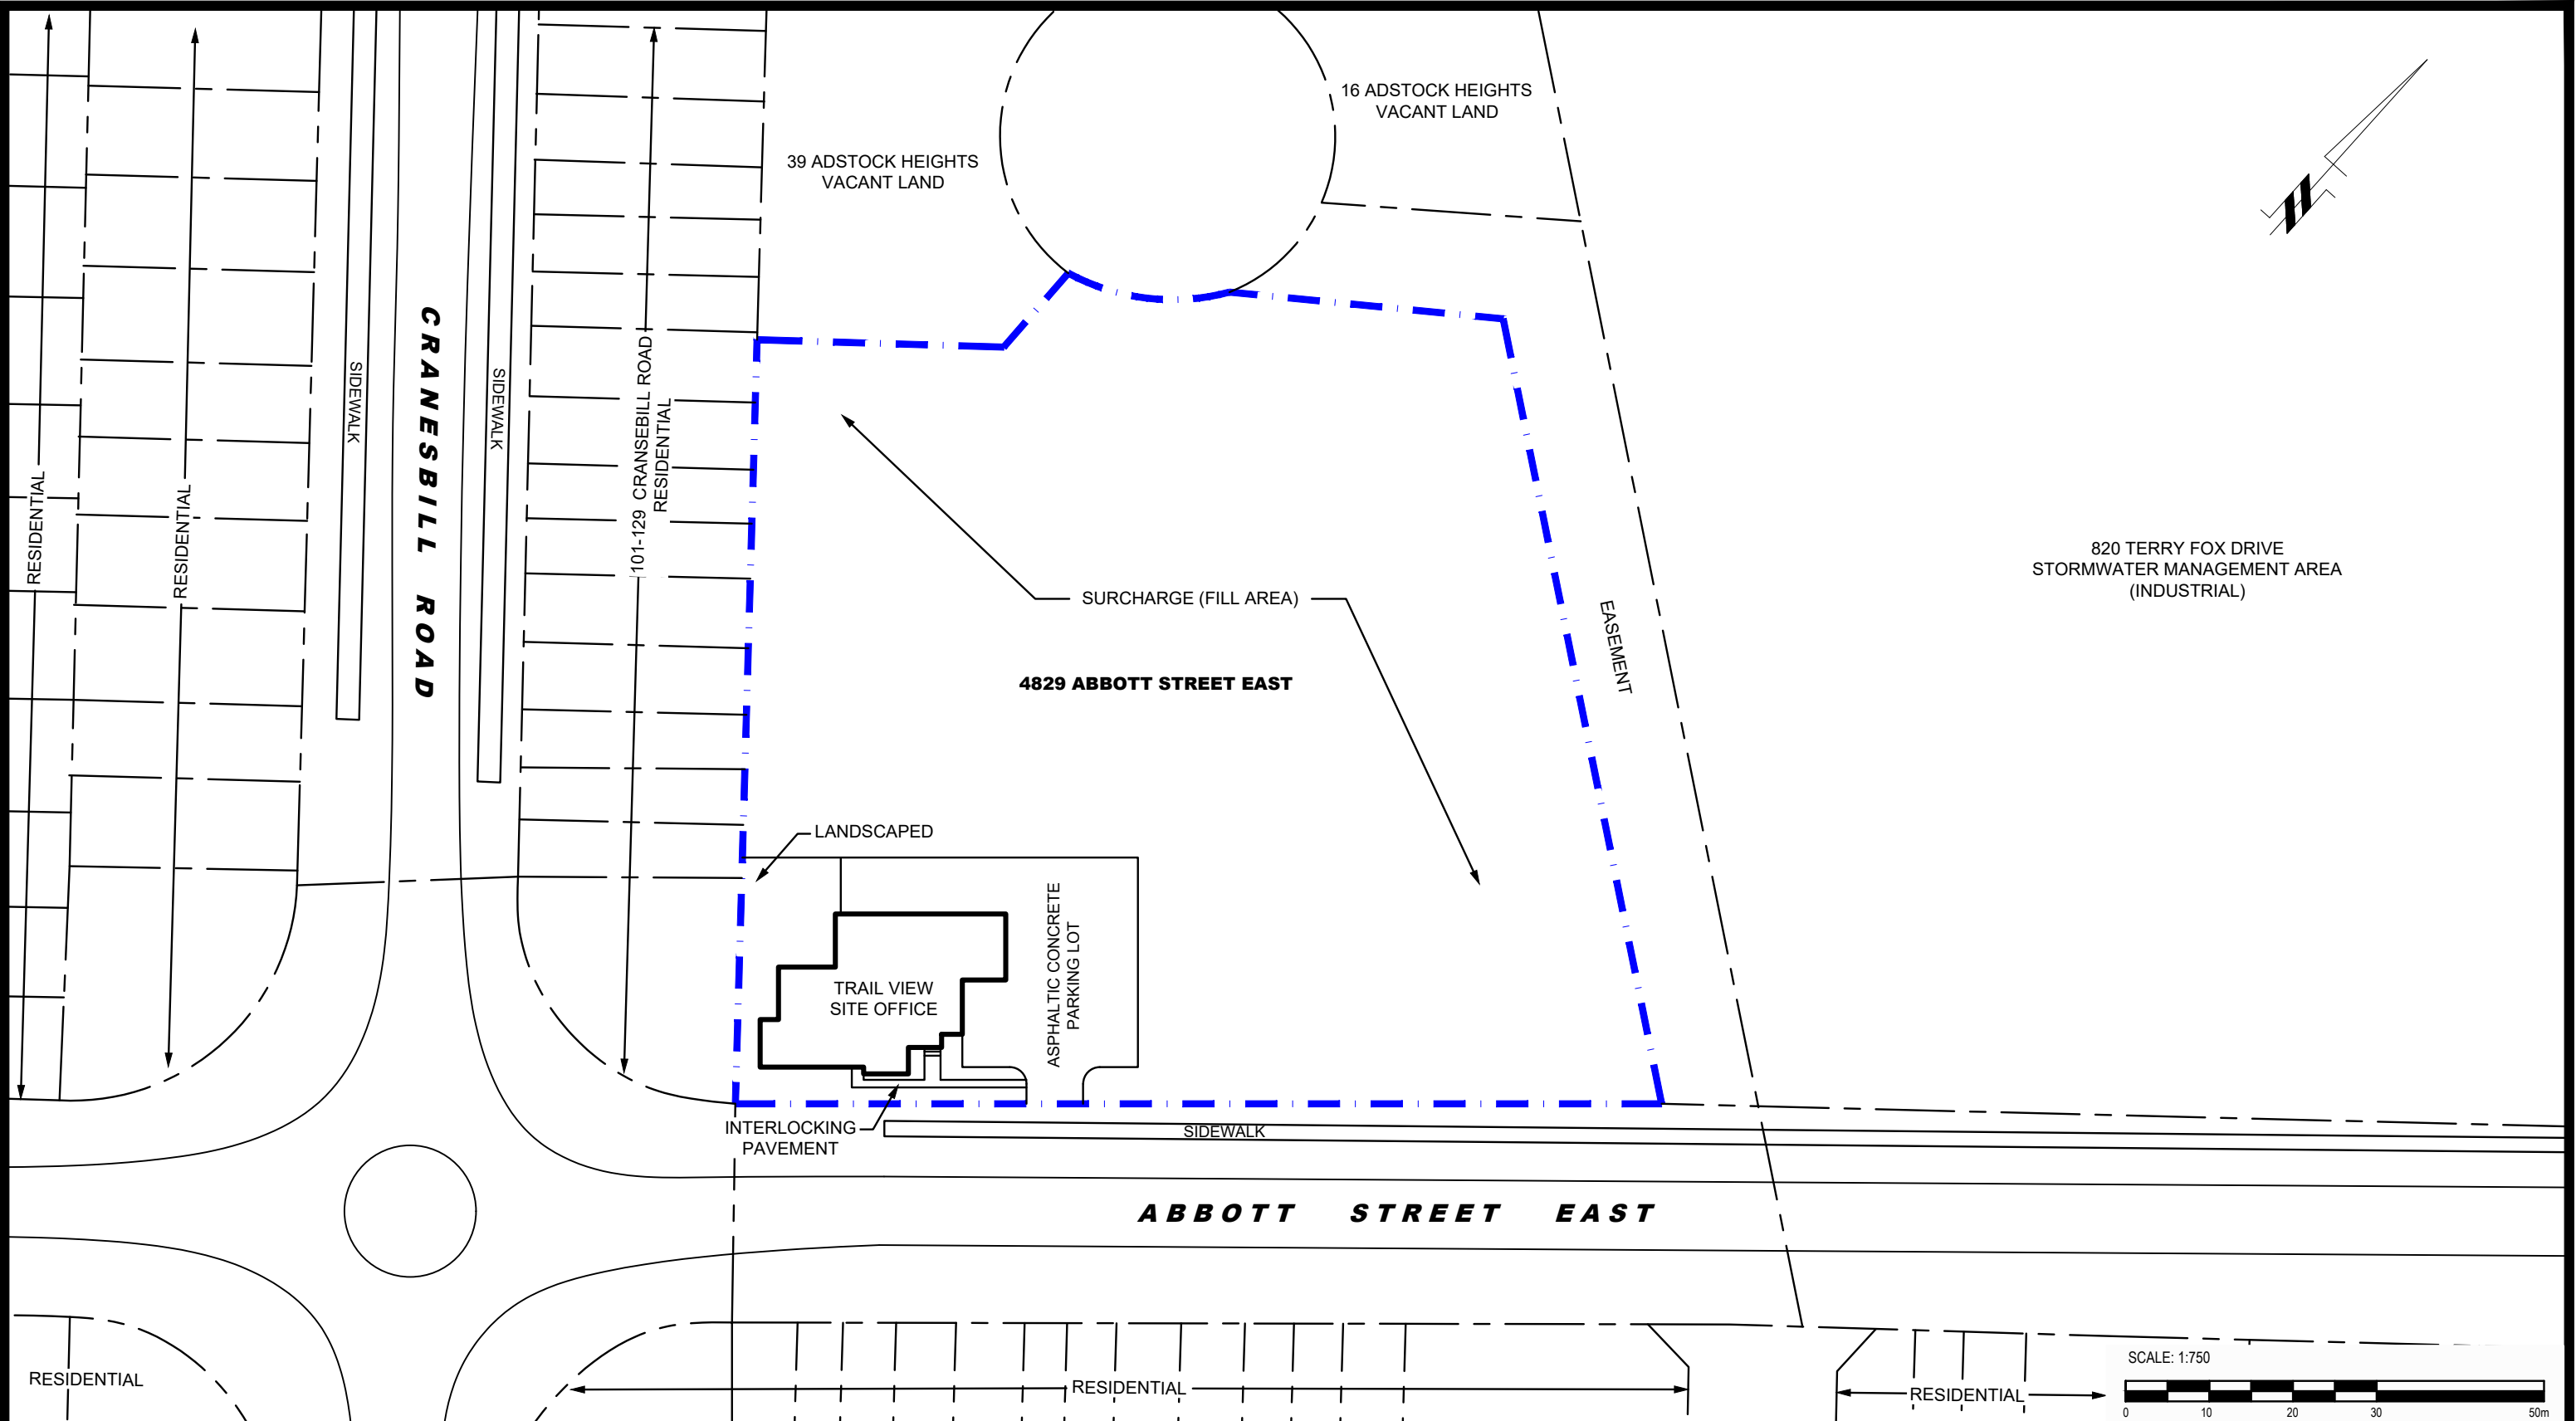 16 ADSTOCK HEIGHTS
VACANT LAND
39 ADSTOCK HEIGHTS
VACANT LAND
CRANESBILL ROAD
SIDEWALK
SIDEWALK
101-129 CRANSEBILL ROAD
RESIDENTIAL
RESIDENTIAL
RESIDENTIAL
820 TERRY FOX DRIVE
STORMWATER MANAGEMENT AREA
(INDUSTRIAL)
SURCHARGE (FILL AREA)
EASEMENT
4829 ABBOTT STREET EAST
LANDSCAPED
TRAIL VIEW
SITE OFFICE
ASPHALTIC CONCRETE
PARKING LOT
INTERLOCKING
PAVEMENT
SIDEWALK
ABBOTT STREET EAST
RESIDENTIAL
RESIDENTIAL
RESIDENTIAL
SCALE: 1:750
0 10 20 30 50m